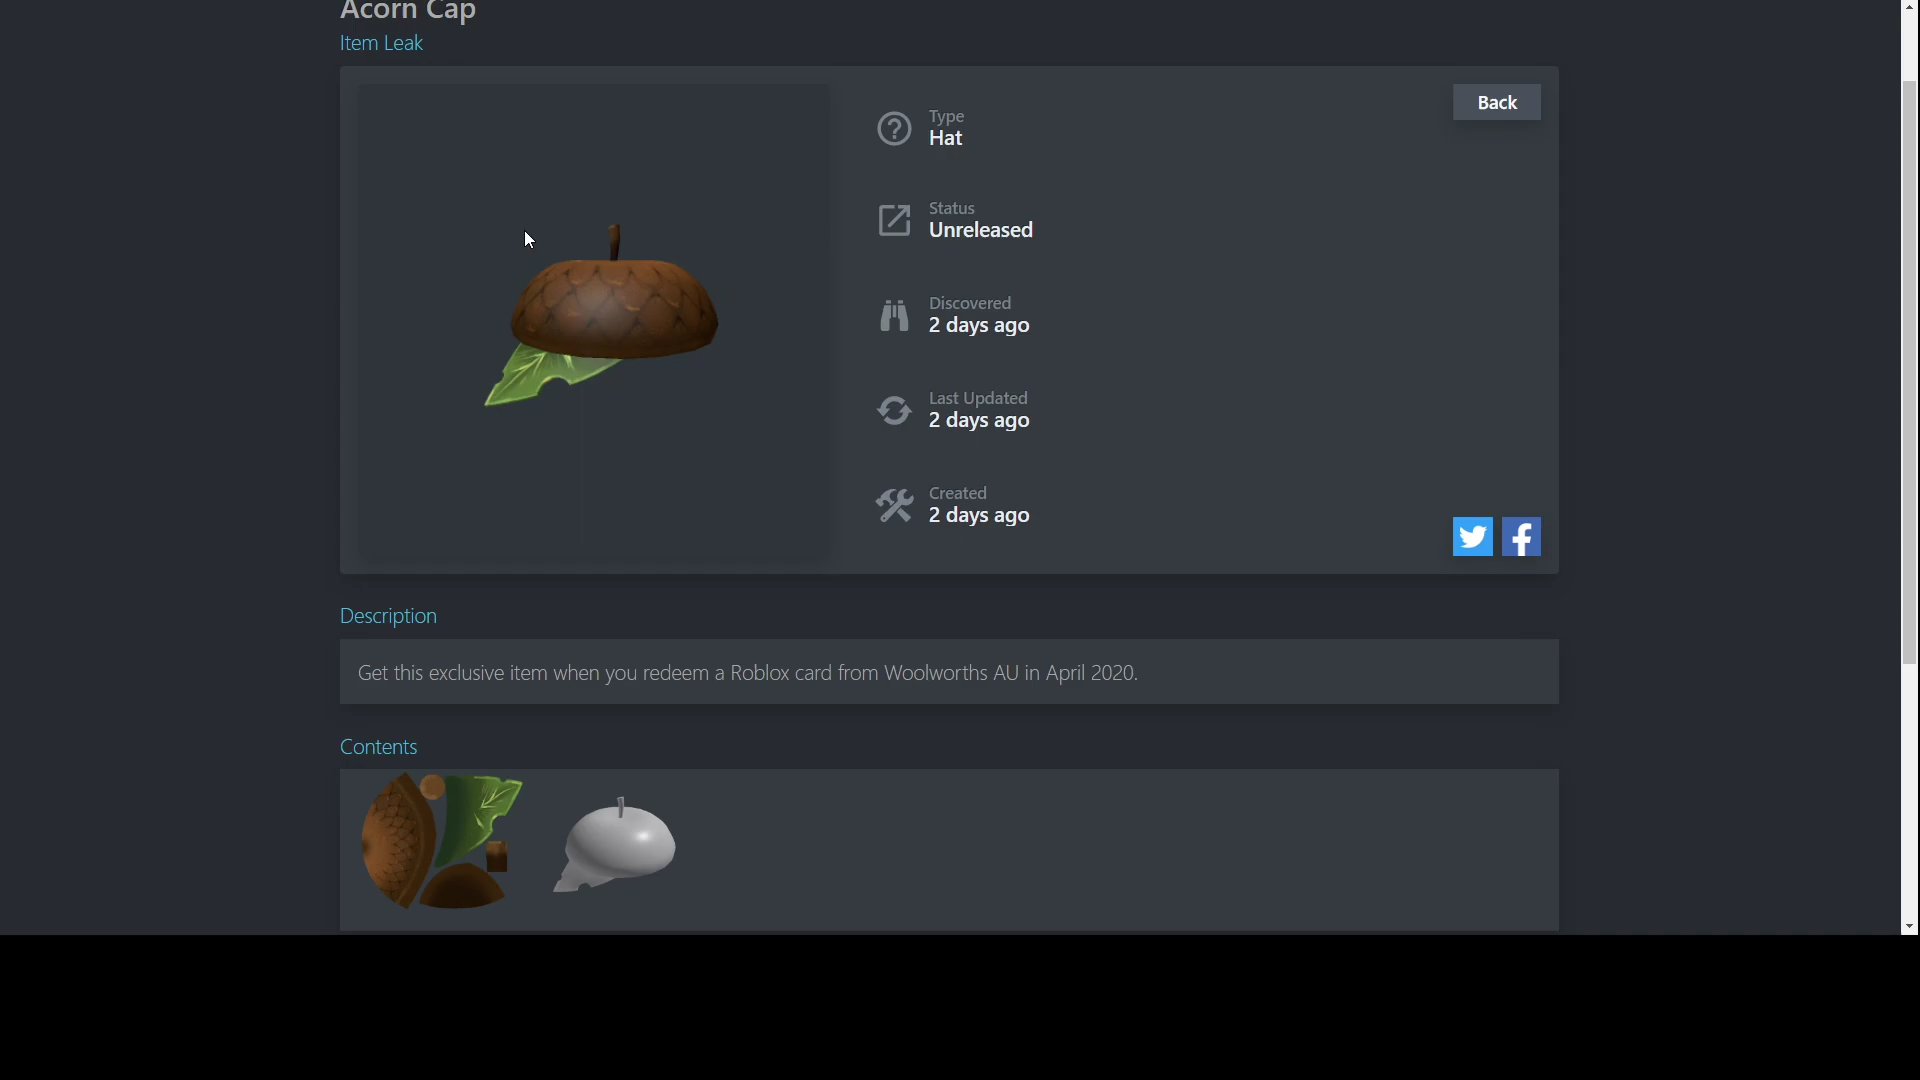 Acorn Cap
Item Leak
Back
Type
Hat
Status
Unreleased
Discovered
2 days ago
Last Updated
2 days ago
Created
2 days ago
Description
Get this exclusive item when you redeem a Roblox card from Woolworths AU in April 2020.
Contents